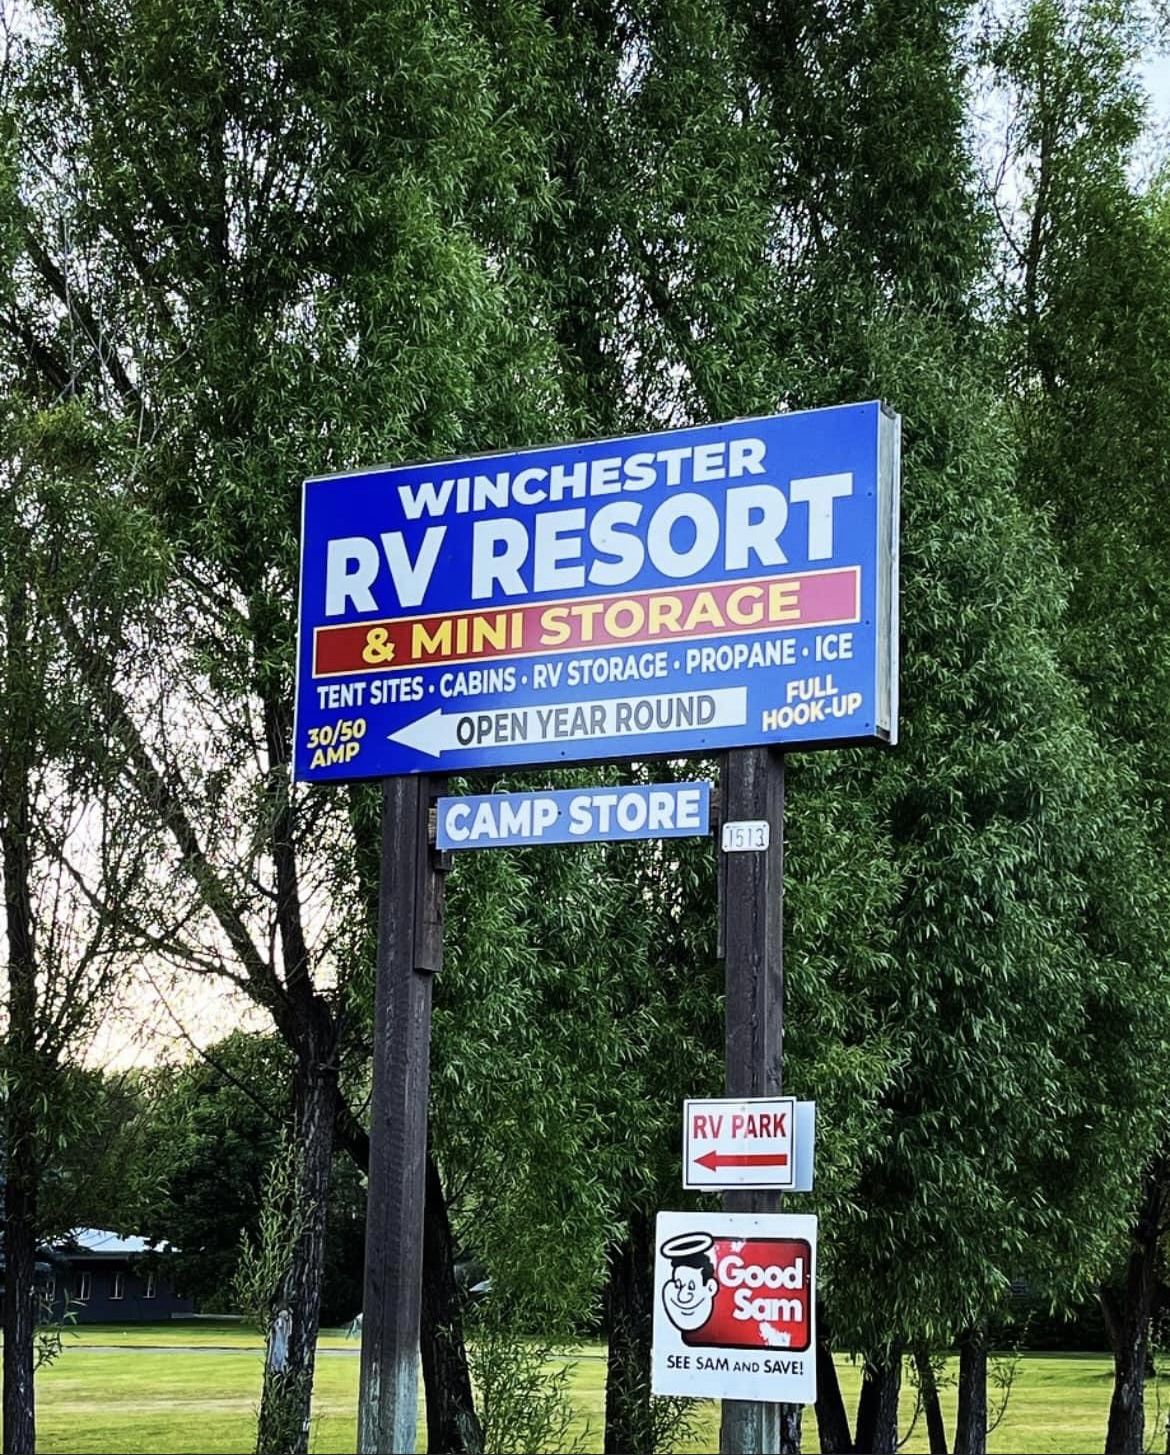 WINCHESTER
RV RESORT
& MINI STORAGE
TENT SITES · CABINS · RV STORAGE · PROPANE · ICE
30/50
AMP
OPEN YEAR ROUND
FULL
HOOK-UP
CAMP STORE
1513
RV PARK
Good
Sam
SEE SAM AND SAVE!